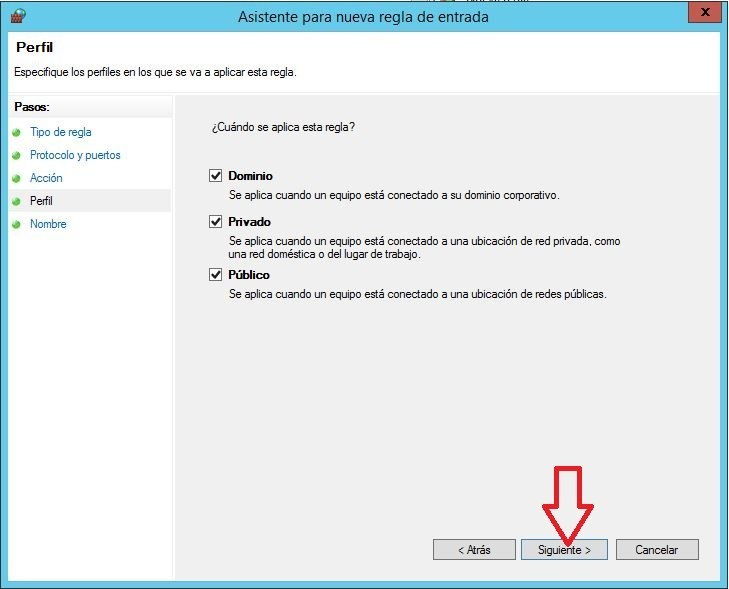 Asistente para nueva regla de entrada
x
Perfil
Especifique los perfiles en los que se va a aplicar esta regla.
Pasos:
Tipo de regla
Protocolo y puertos
Acción
Perfil
Nombre
¿Cuándo se aplica esta regla?
Dominio
Se aplica cuando un equipo está conectado a su dominio corporativo.
Privado
Se aplica cuando un equipo está conectado a una ubicación de red privada, como
una red doméstica o del lugar de trabajo.
Público
Se aplica cuando un equipo está conectado a una ubicación de redes públicas.
< Atrás
Siguiente >
Cancelar